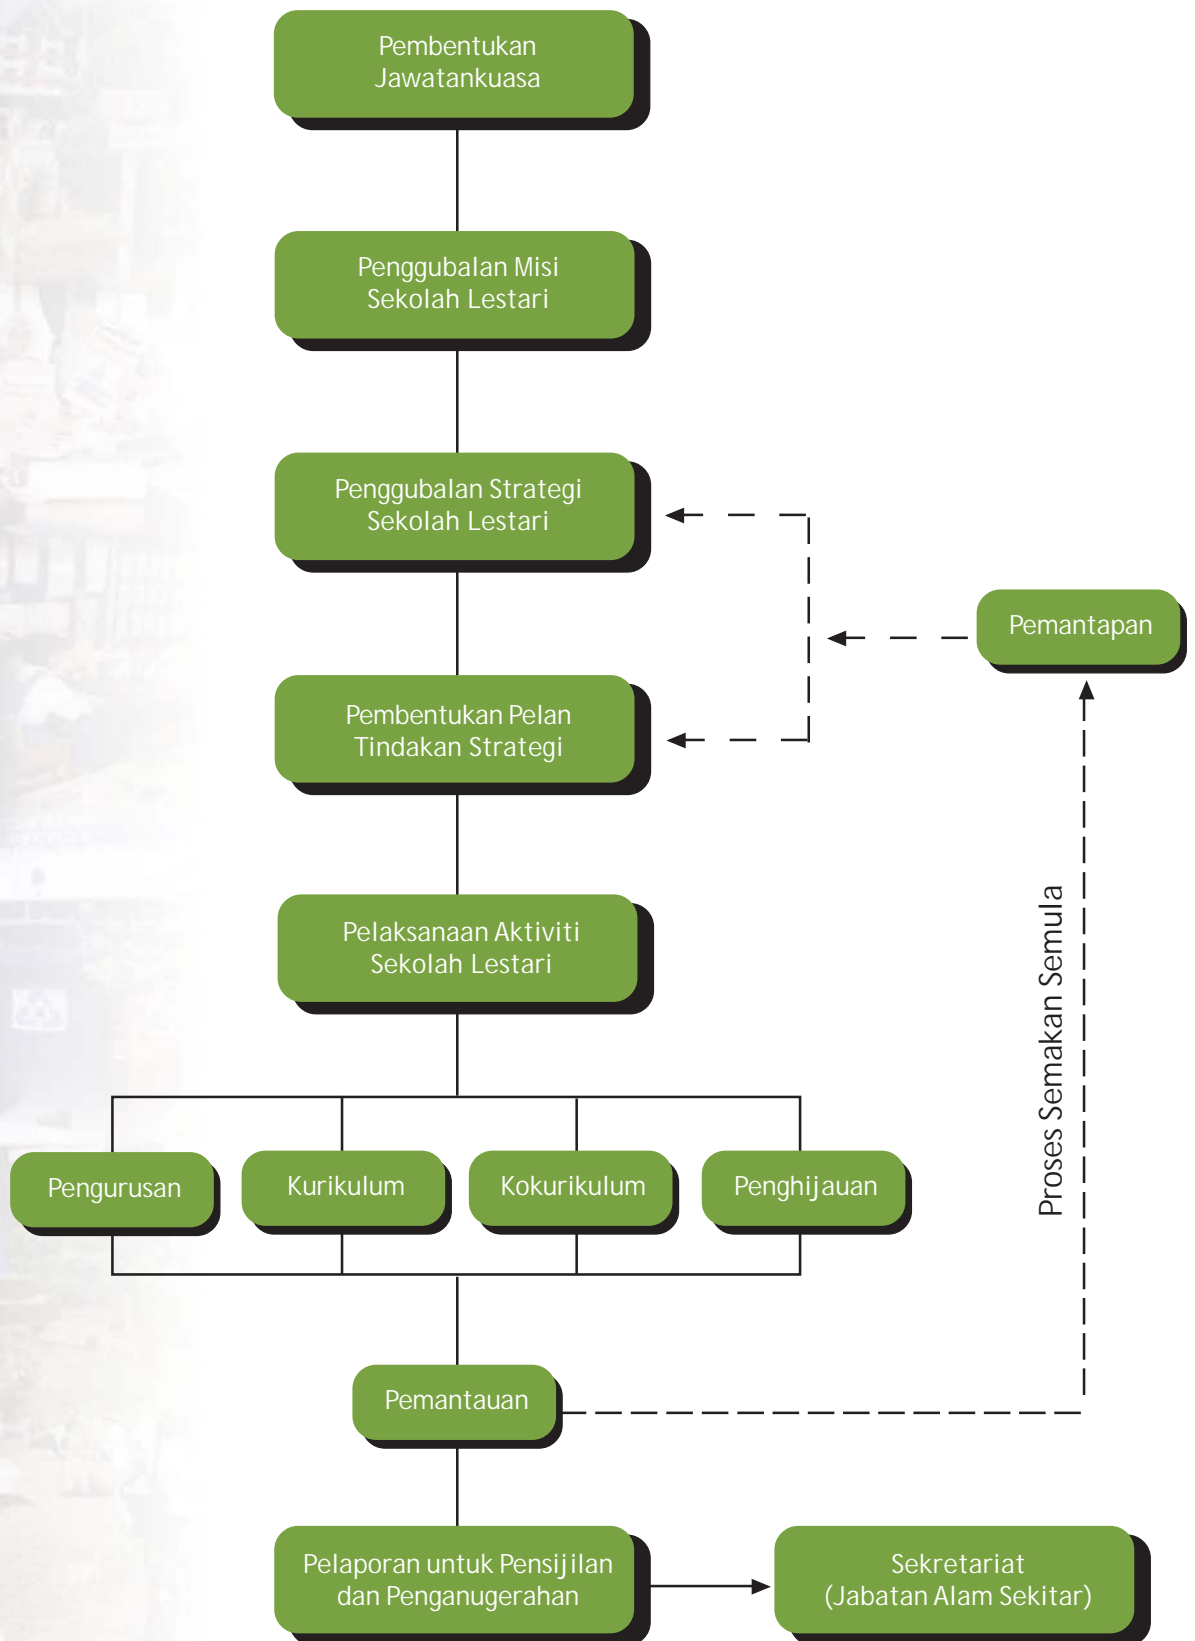 Pembentukan
Jawatankuasa
Penggubalan Misi
Sekolah Lestari
Penggubalan Strategi
Sekolah Lestari
Pemantapan
Pembentukan Pelan
Tindakan Strategi
Pelaksanaan Aktiviti
Sekolah Lestari
Proses Semakan Semula
Pengurusan
Kurikulum
Kokurikulum
Penghijauan
Pemantauan
Pelaporan untuk Pensijilan
dan Penganugerahan
Sekretariat
(Jabatan Alam Sekitar)